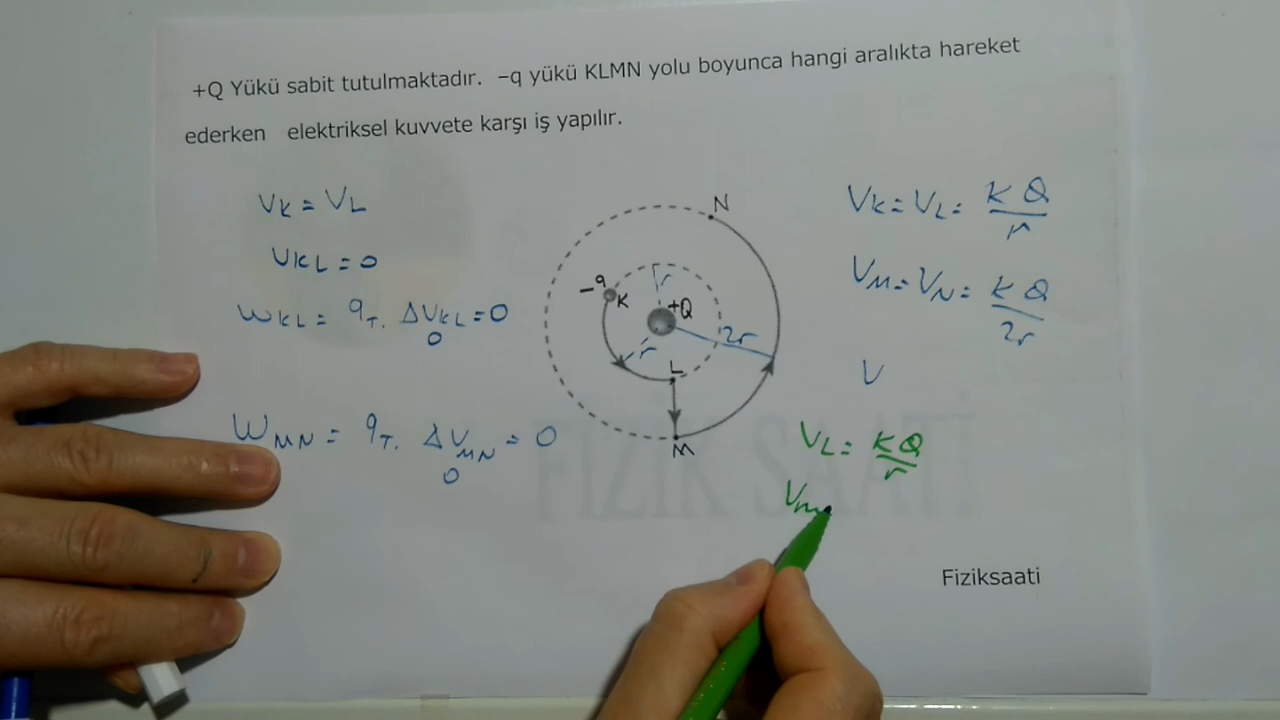 +Q Yükü sabit tutulmaktadır. –q yükü KLMN yolu boyunca hangi aralıkta hareket
ederken elektriksel kuvvete karşı iş yapılır.
VK = VL
VKL = 0
WKL = qT. ΔVKL = 0
0
WMN = qT. ΔVMN = 0
0
N
-q
K
r
+Q
2r
r
L
M
VK = VL = kQ/r
VM = VN = kQ/2r
V
VL = kQ/r
Vm
FİZİK SAATİ
Fiziksaati